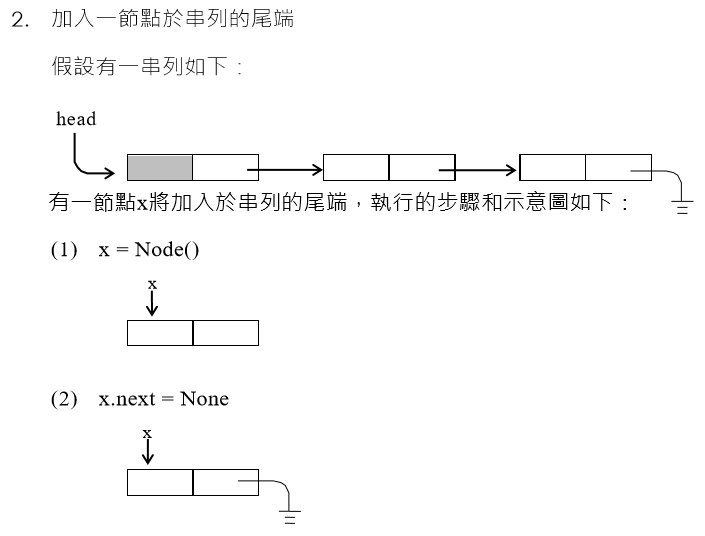 2. 加入一節點於串列的尾端
假設有一串列如下：
head
有一節點x將加入於串列的尾端，執行的步驟和示意圖如下：
(1) x = Node()
x
(2) x.next = None
x